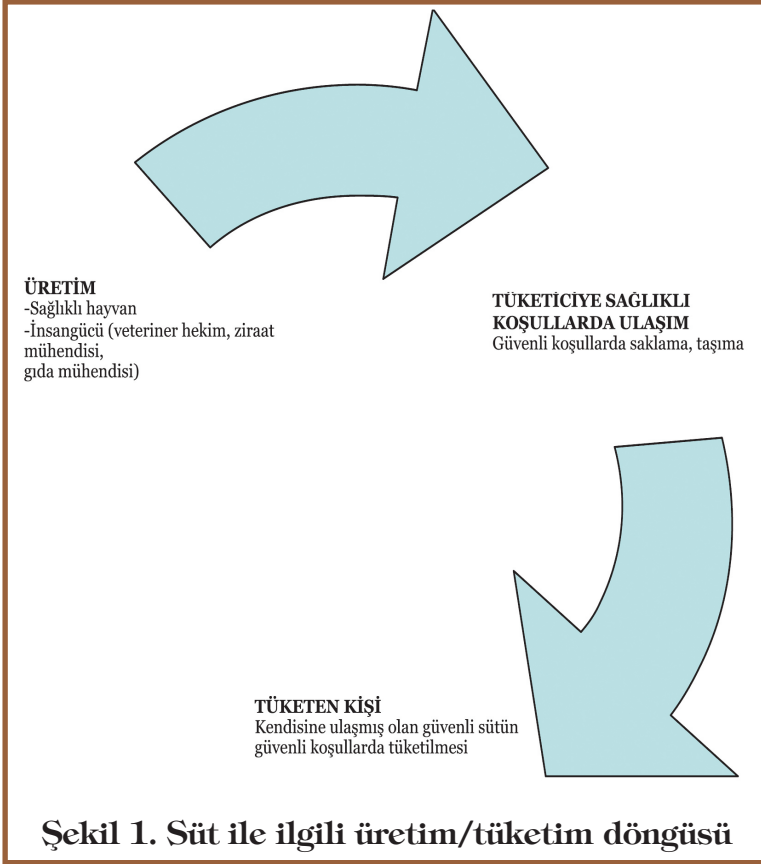 ÜRETİM
-Sağlıklı hayvan
-İnsangücü (veteriner hekim, ziraat
mühendisi,
gıda mühendisi)
TÜKETİCİYE SAĞLIKLI
KOŞULLARDA ULAŞIM
Güvenli koşullarda saklama, taşıma
TÜKETEN KİŞİ
Kendisine ulaşmış olan güvenli sütün
güvenli koşullarda tüketilmesi
Şekil 1. Süt ile ilgili üretim/tüketim döngüsü